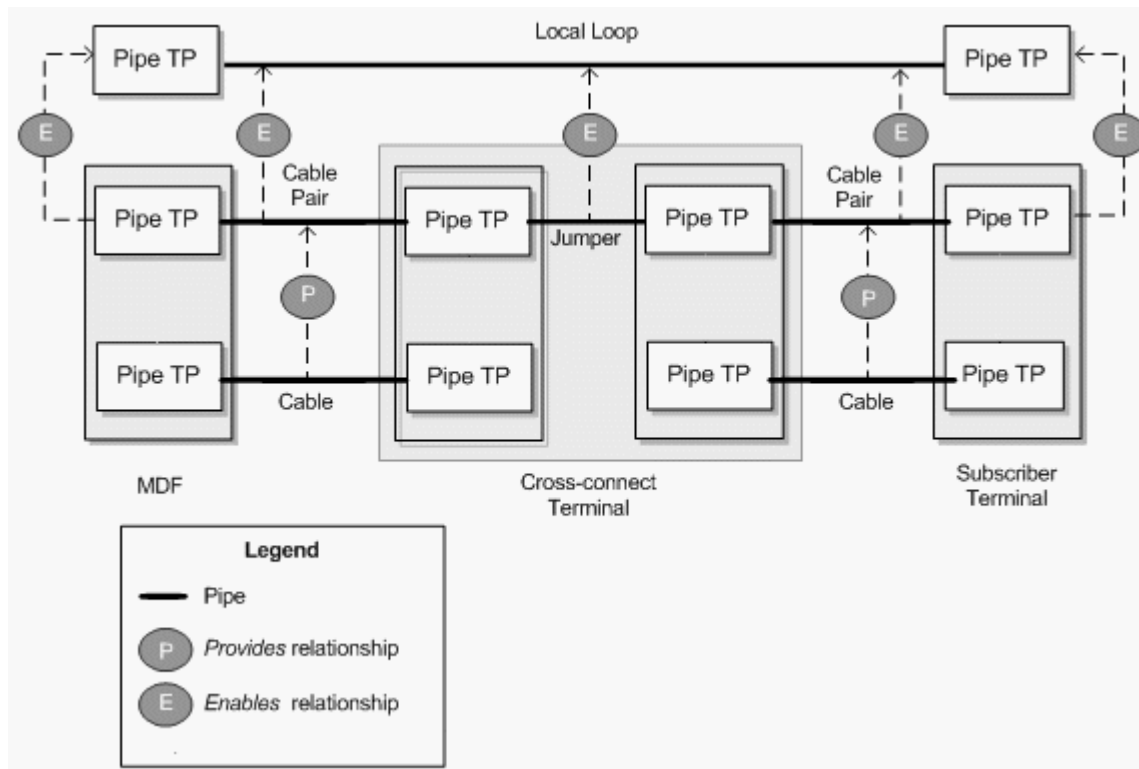 Local Loop
Pipe TP
Pipe TP
E
E
E
E
E
Cable
Pair
Cable
Pair
Pipe TP
Pipe TP
Jumper
Pipe TP
Pipe TP
P
P
Pipe TP
Cable
Pipe TP
Pipe TP
Cable
Pipe TP
MDF
Cross-connect
Terminal
Subscriber
Terminal
Legend
Pipe
P Provides relationship
E Enables relationship